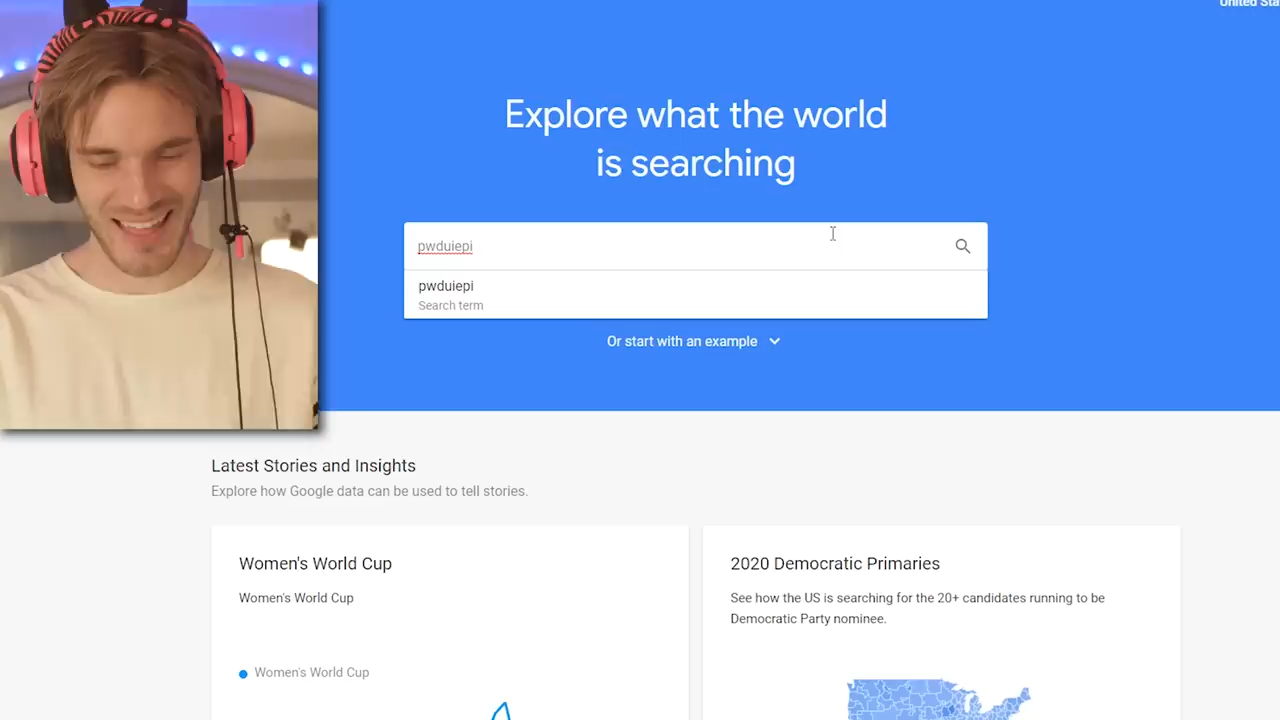 United Sta
Explore what the world
is searching
pwduiepi
pwduiepi
Search term
Or start with an example
Latest Stories and Insights
Explore how Google data can be used to tell stories.
Women's World Cup
Women's World Cup
Women's World Cup
2020 Democratic Primaries
See how the US is searching for the 20+ candidates running to be
Democratic Party nominee.